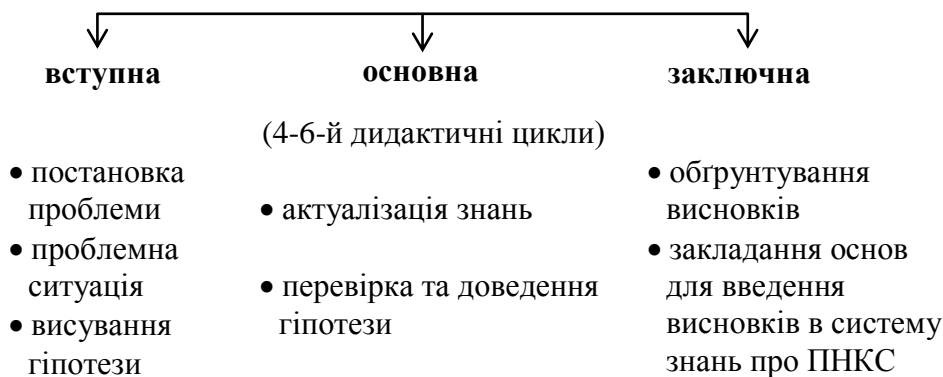 вступна
основна
заключна
(4-6-й дидактичні цикли)
• постановка
проблеми
• проблемна
ситуація
• висування
гіпотези
• актуалізація знань
• перевірка та доведення
гіпотези
• обґрунтування
висновків
• закладання основ
для введення
висновків в систему
знань про ПНКС